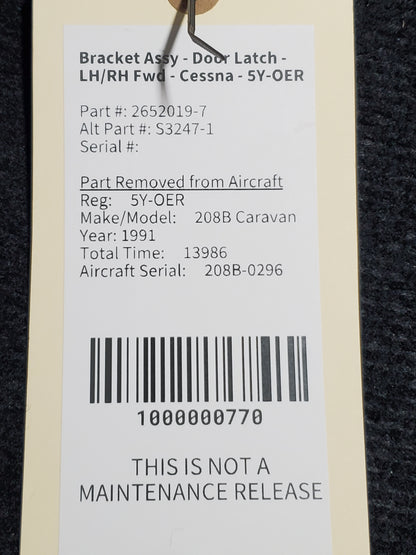 Bracket Assy - Door Latch -
LH/RH Fwd - Cessna - 5Y-OER
Part #: 2652019-7
Alt Part #: S3247-1
Serial #:
Part Removed from Aircraft
Reg: 5Y-OER
Make/Model: 208B Caravan
Year: 1991
Total Time: 13986
Aircraft Serial: 208B-0296
1000000770
THIS IS NOT A
MAINTENANCE RELEASE